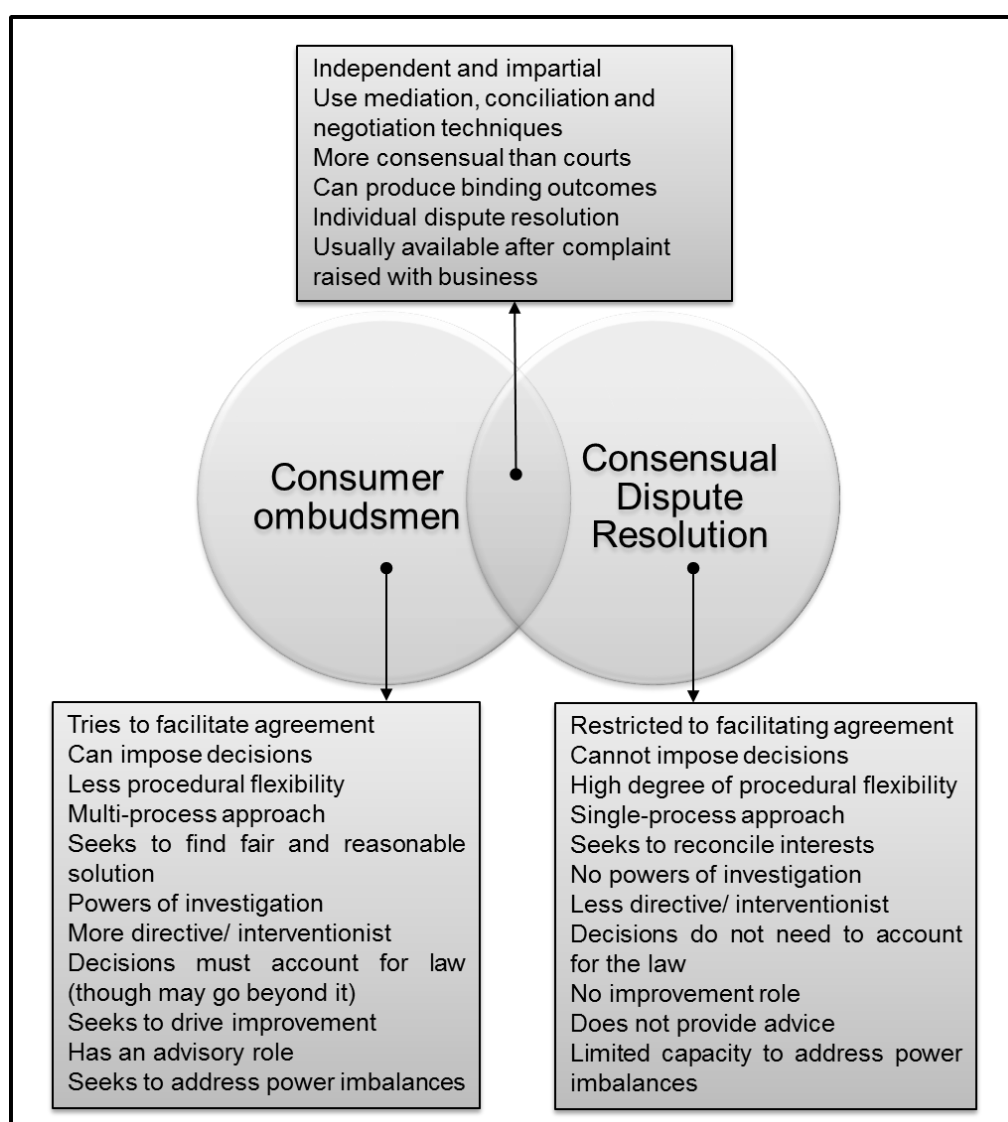 Independent and impartial
Use mediation, conciliation and
negotiation techniques
More consensual than courts
Can produce binding outcomes
Individual dispute resolution
Usually available after complaint
raised with business
Consumer
ombudsmen
Consensual
Dispute
Resolution
Tries to facilitate agreement
Can impose decisions
Less procedural flexibility
Multi-process approach
Seeks to find fair and reasonable
solution
Powers of investigation
More directive/ interventionist
Decisions must account for law
(though may go beyond it)
Seeks to drive improvement
Has an advisory role
Seeks to address power imbalances
Restricted to facilitating agreement
Cannot impose decisions
High degree of procedural flexibility
Single-process approach
Seeks to reconcile interests
No powers of investigation
Less directive/ interventionist
Decisions do not need to account
for the law
No improvement role
Does not provide advice
Limited capacity to address power
imbalances